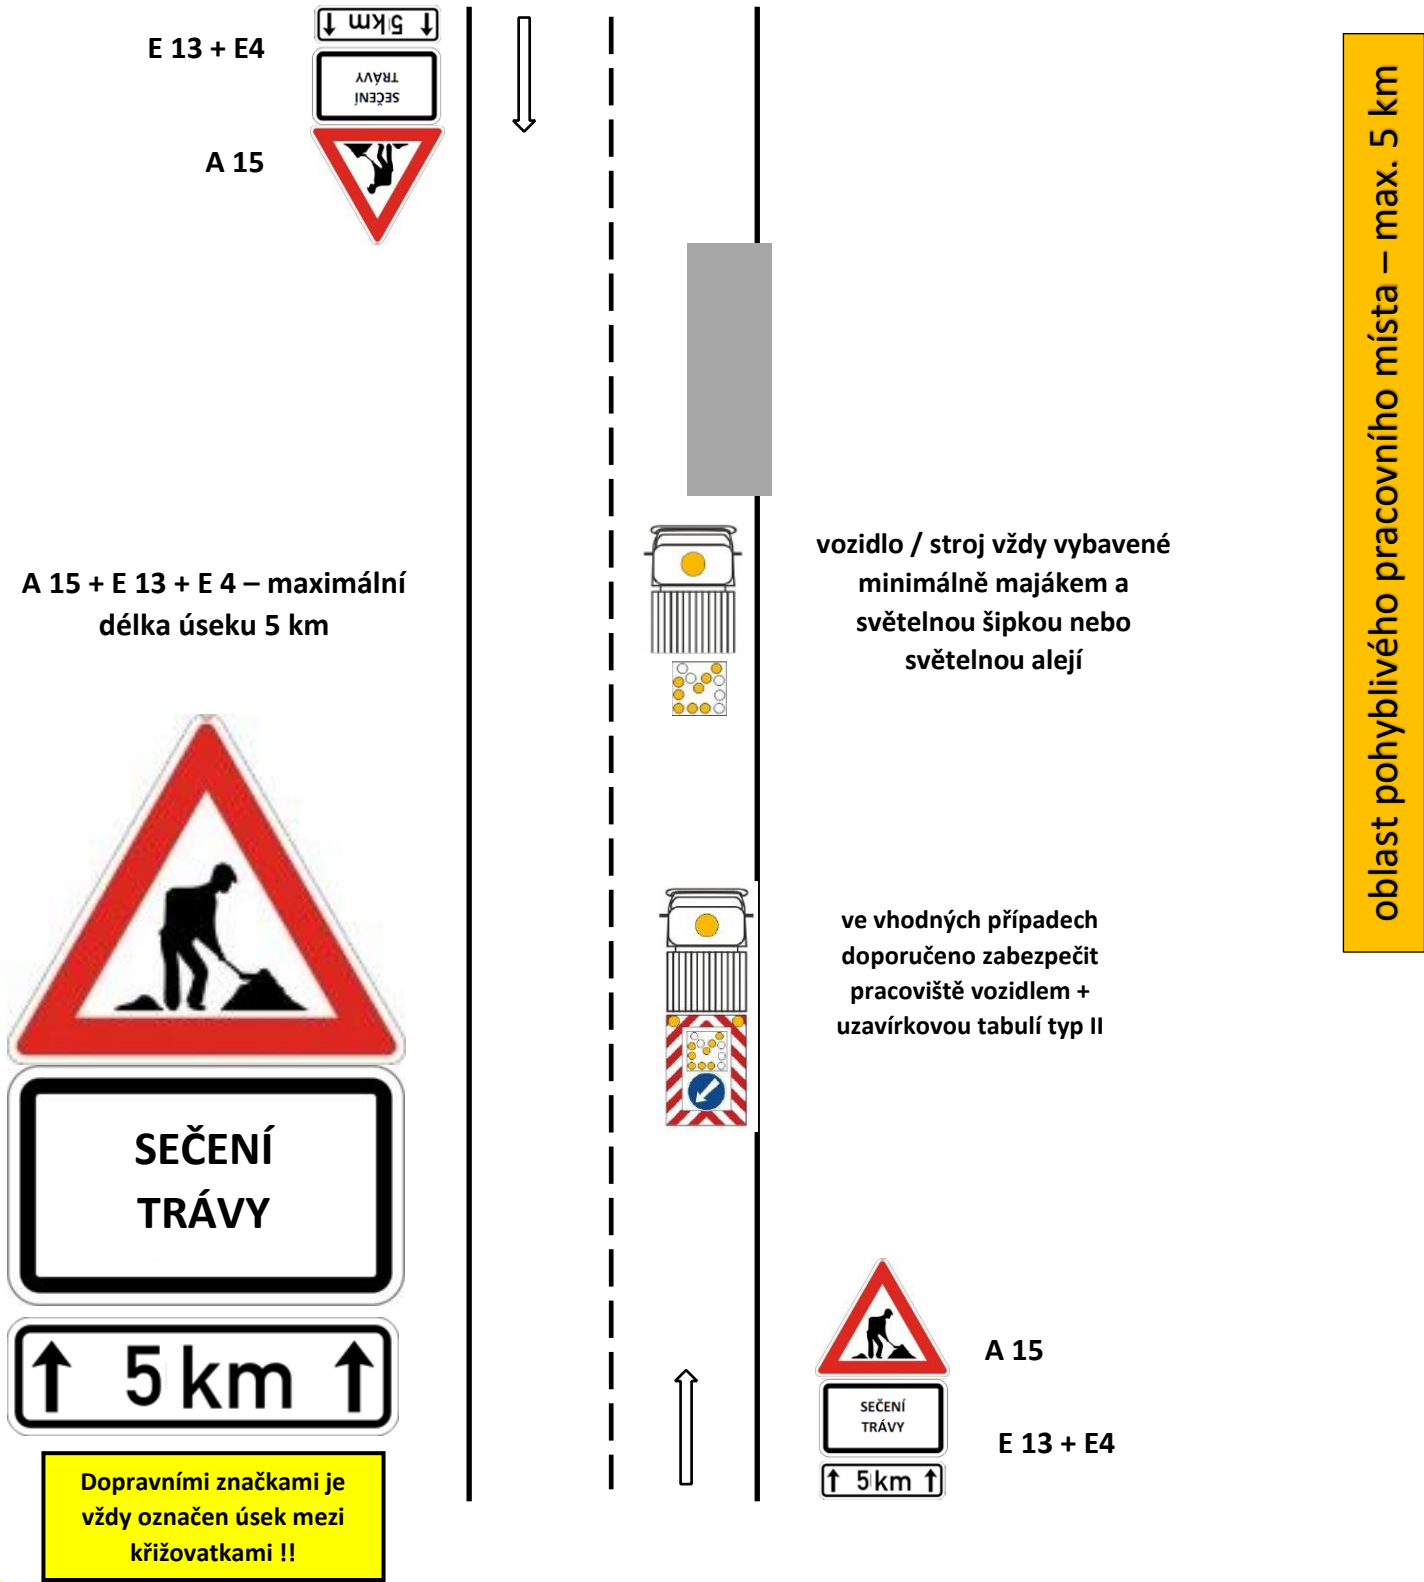 E 13 + E4
5 km
SEČENÍ
TRÁVY
A 15
oblast pohyblivého pracovního místa – max. 5 km
vozidlo / stroj vždy vybavené
minimálně majákem a
světelnou šipkou nebo
světelnou alejí
A 15 + E 13 + E 4 – maximální
délka úseku 5 km
ve vhodných případech
doporučeno zabezpečit
pracoviště vozidlem +
uzavírkovou tabulí typ II
SEČENÍ
TRÁVY
5 km
A 15
SEČENÍ
TRÁVY
E 13 + E4
5 km
Dopravními značkami je
vždy označen úsek mezi
křižovatkami !!